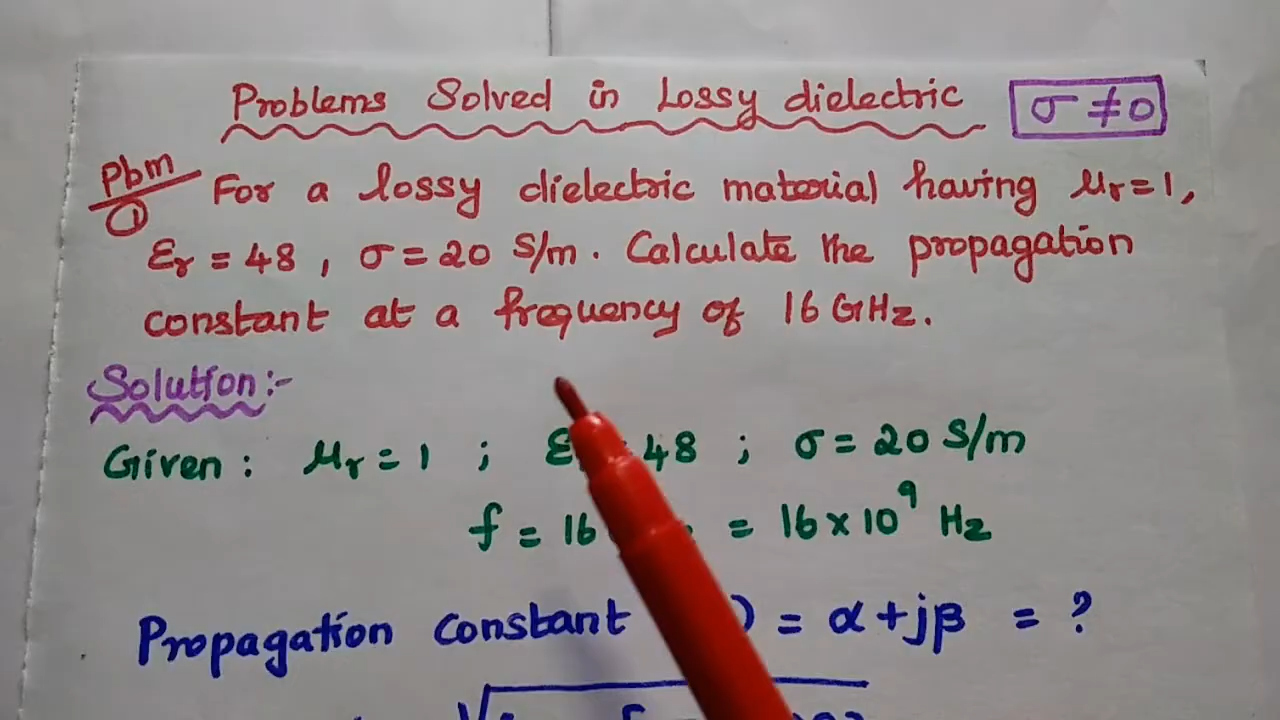 Problems Solved in Lossy dielectric σ ≠ 0
Pbm 1 For a lossy dielectric material having μr = 1,
εr = 48 , σ = 20 S/m. Calculate the propagation
constant at a frequency of 16 GHz.
Solution:-
Given : μr = 1 ; 48 ; σ = 20 S/m
f = 16 = 16 × 10⁹ Hz
Propagation Constant ) = α + jβ = ?